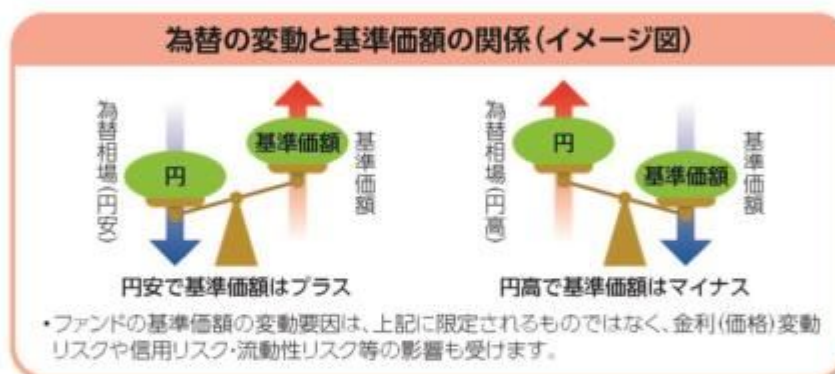 為替の変動と基準価額の関係(イメージ図)
為替相場(円安)
円
基準価額
基準価額
円安で基準価額はプラス
為替相場(円高)
円
基準価額
基準価額
円高で基準価額はマイナス
・ファンドの基準価額の変動要因は、上記に限定されるものではなく、金利(価格)変動
リスクや信用リスク・流動性リスク等の影響も受けます。